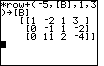 *row+(-5,[B],1,3
)→[B]
[[1 -2 1 3 ]
[0 -1 1 -2]
[0 11 2 -4]]